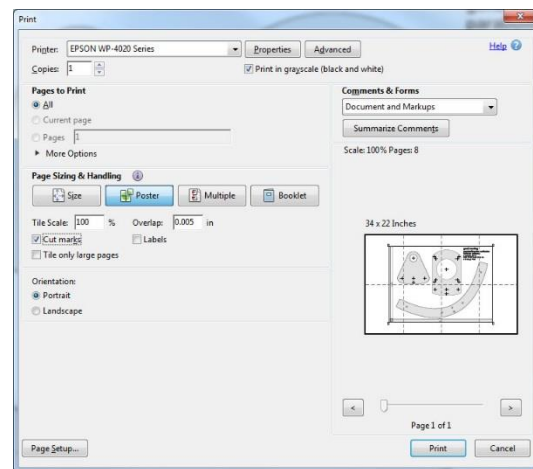 Print
Printer: EPSON WP-4020 Series Properties Advanced Help
Copies: 1 Print in grayscale (black and white)
Pages to Print
All
Current page
Pages 1
More Options
Page Sizing & Handling
Size Poster Multiple Booklet
Tile Scale: 100 % Overlap: 0.005 in
Cut marks Labels
Tile only large pages
Orientation:
Portrait
Landscape
Comments & Forms
Document and Markups
Summarize Comments
Scale: 100% Pages: 8
34 x 22 Inches
< >
Page 1 of 1
Page Setup... Print Cancel